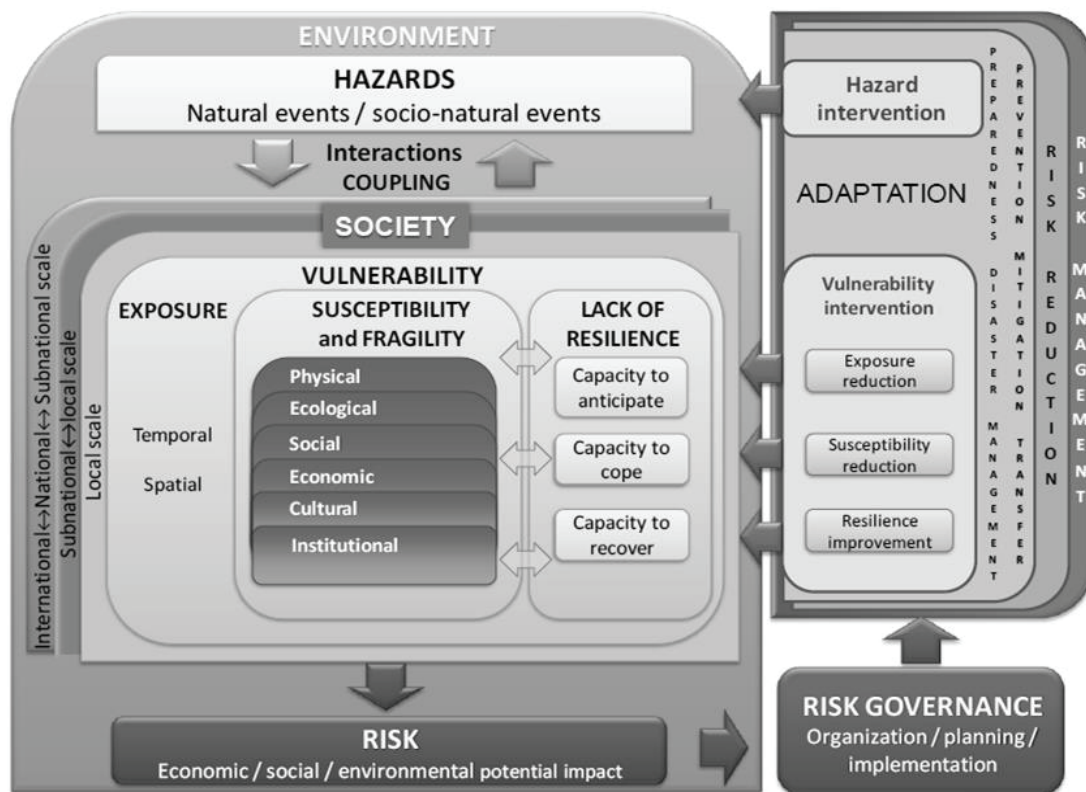 ENVIRONMENT
HAZARDS
Natural events / socio-natural events
Interactions
COUPLING
SOCIETY
International↔National↔ Subnational scale
Subnational↔local scale
Local scale
VULNERABILITY
EXPOSURE
Temporal
Spatial
SUSCEPTIBILITY
and FRAGILITY
Physical
Ecological
Social
Economic
Cultural
Institutional
LACK OF
RESILIENCE
Capacity to
anticipate
Capacity to
cope
Capacity to
recover
RISK
Economic / social / environmental potential impact
Hazard
intervention
ADAPTATION
Vulnerability
intervention
Exposure
reduction
Susceptibility
reduction
Resilience
improvement
PREPAREDNESS DISASTER MANAGEMENT
PREVENTION MITIGATION TRANSFER
RISK REDUCTION
RISK MANAGEMENT
RISK GOVERNANCE
Organization / planning /
implementation